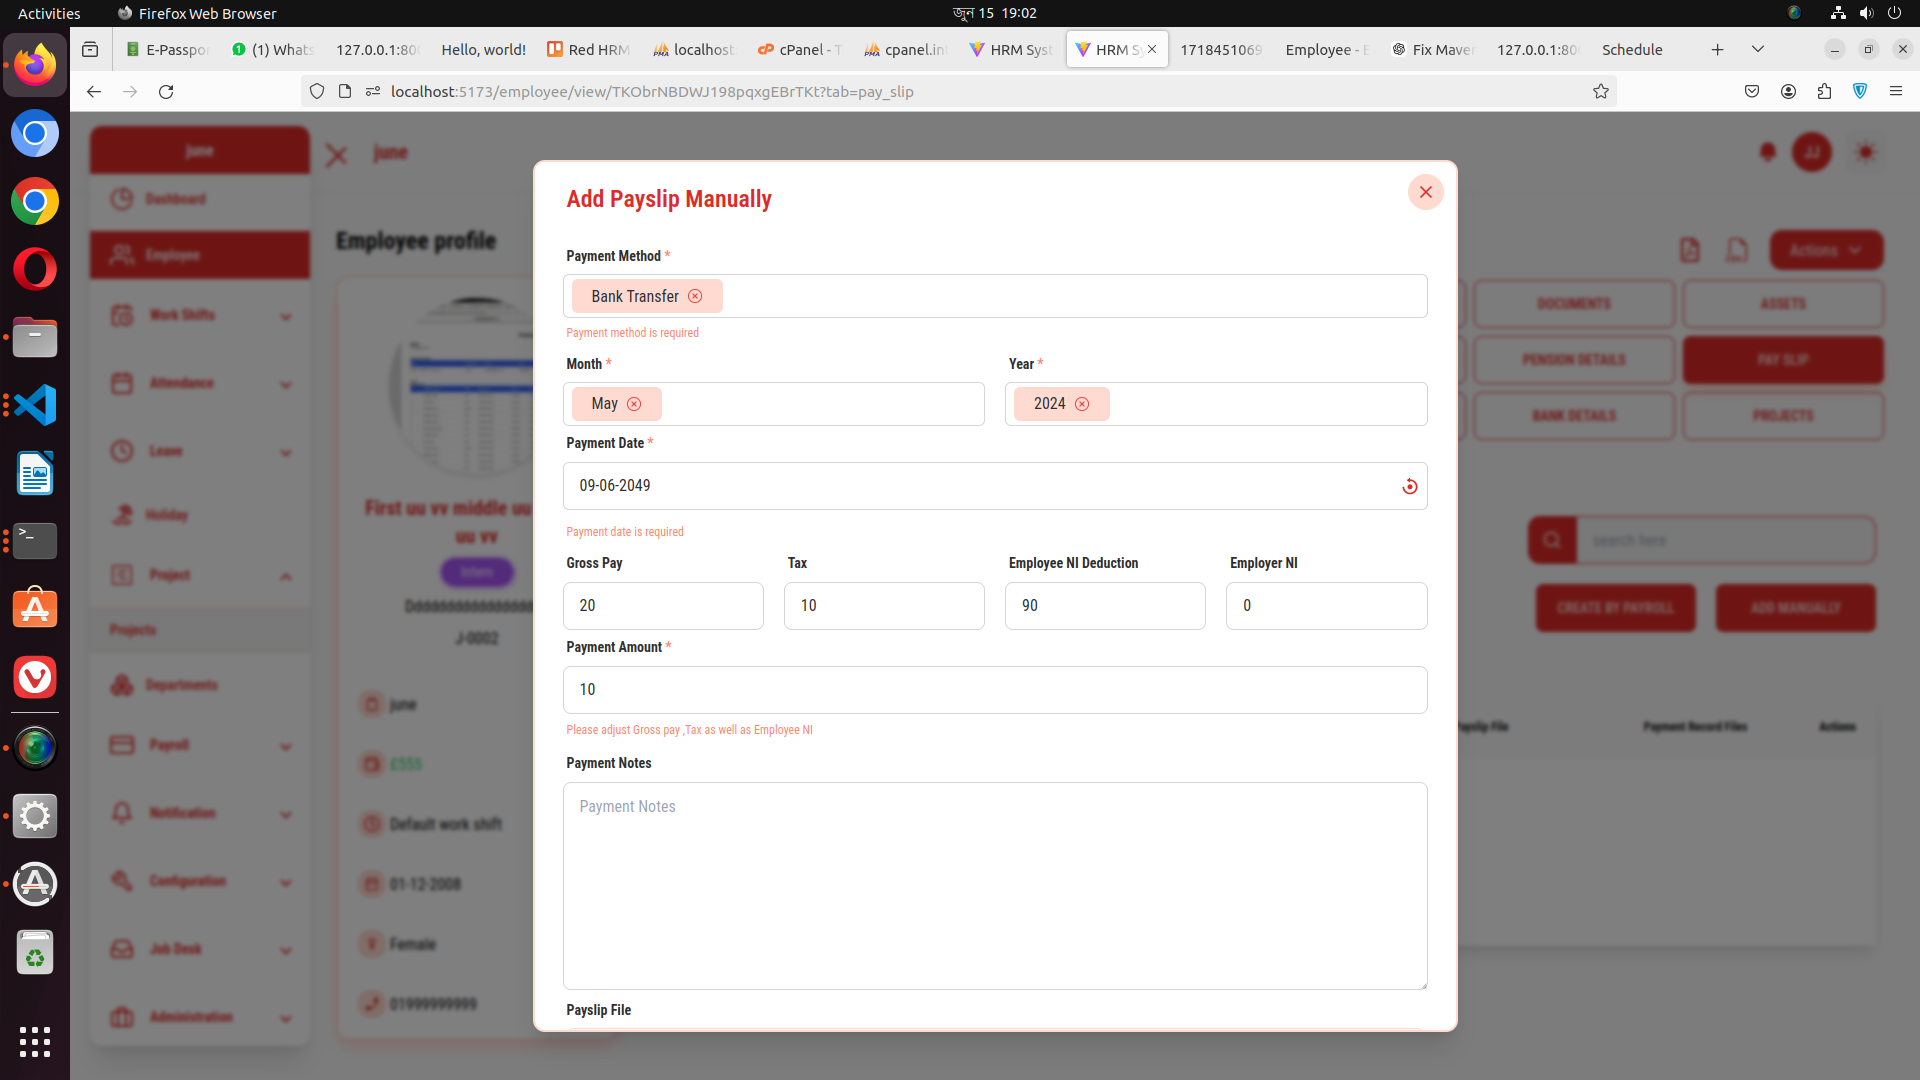 Activities
Firefox Web Browser
জুন 15 19:02
E-Passpor
(1) Whats
127.0.0.1:80
Hello, world!
Red HRM
localhost
cPanel - T
cpanel.in
HRM Syst
HRM Sy
1718451069
Employee - E
Fix Maven
127.0.0.1:80
Schedule
localhost:5173/employee/view/TKObrNBDWJ198pqxgEBrTKt?tab=pay_slip
june
june
JJ
Dashboard
Employee
Work Shifts
Attendance
Leave
Holiday
Project
Projects
Departments
Payroll
Notification
Configuration
Job Desk
Administration
Employee profile
First uu vv middle uu
uu vv
Intern
J-0002
june
£555
Default work shift
01-12-2008
Female
01999999999
Actions
DOCUMENTS
ASSETS
PENSION DETAILS
PAY SLIP
BANK DETAILS
PROJECTS
search here
CREATE BY PAYROLL
ADD MANUALLY
Payslip File
Payment Record Files
Actions
Add Payslip Manually
Payment Method *
Bank Transfer
Payment method is required
Month *
Year *
May
2024
Payment Date *
09-06-2049
Payment date is required
Gross Pay
Tax
Employee NI Deduction
Employer NI
20
10
90
0
Payment Amount *
10
Please adjust Gross pay ,Tax as well as Employee NI
Payment Notes
Payment Notes
Payslip File